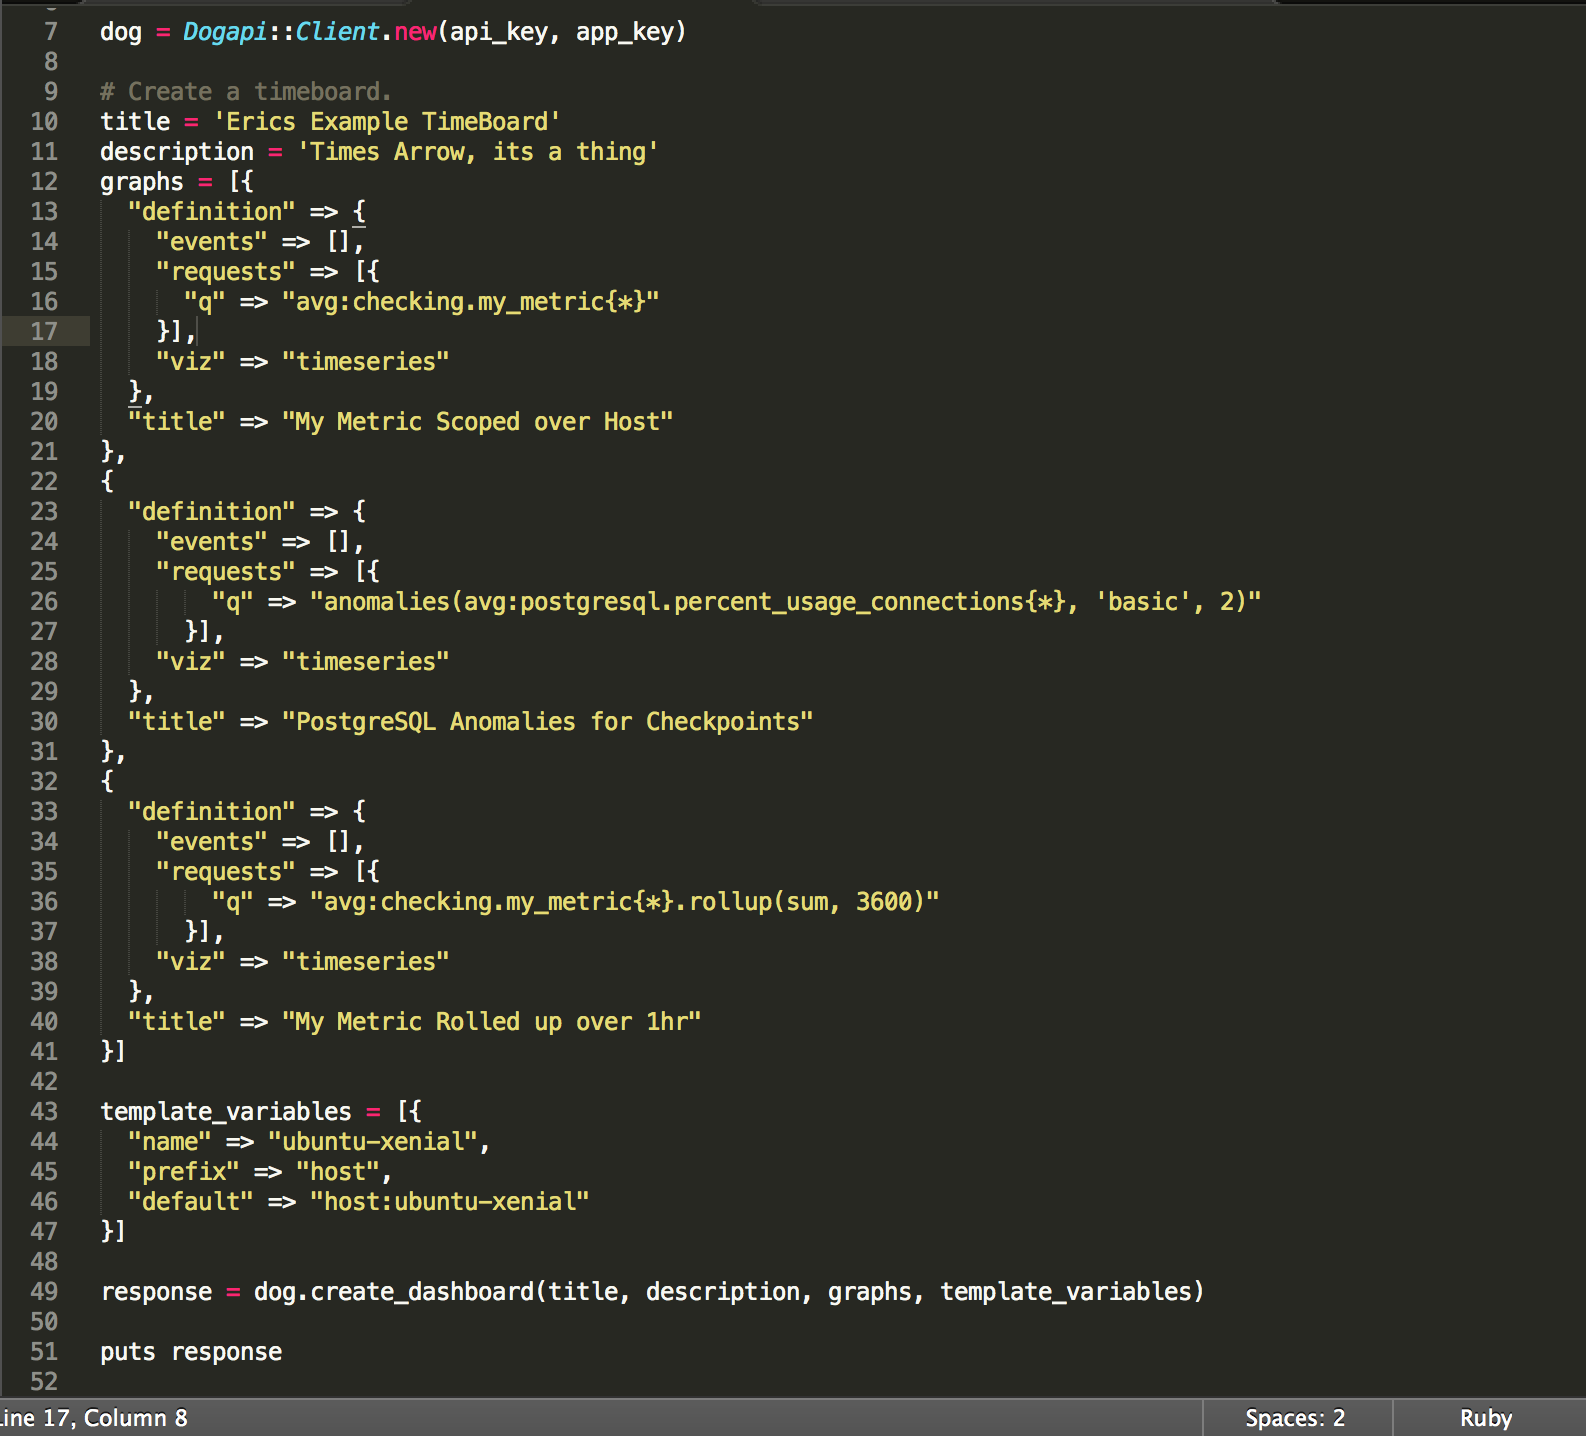 7 dog = Dogapi::Client.new(api_key, app_key)
8
9 # Create a timeboard.
10 title = 'Erics Example TimeBoard'
11 description = 'Times Arrow, its a thing'
12 graphs = [{
13   "definition" => {
14     "events" => [],
15     "requests" => [{
16       "q" => "avg:checking.my_metric{*}"
17     }],
18     "viz" => "timeseries"
19   },
20   "title" => "My Metric Scoped over Host"
21 },
22 {
23   "definition" => {
24     "events" => [],
25     "requests" => [{
26         "q" => "anomalies(avg:postgresql.percent_usage_connections{*}, 'basic', 2)"
27       }],
28     "viz" => "timeseries"
29   },
30   "title" => "PostgreSQL Anomalies for Checkpoints"
31 },
32 {
33   "definition" => {
34     "events" => [],
35     "requests" => [{
36         "q" => "avg:checking.my_metric{*}.rollup(sum, 3600)"
37       }],
38     "viz" => "timeseries"
39   },
40   "title" => "My Metric Rolled up over 1hr"
41 }]
42
43 template_variables = [{
44   "name" => "ubuntu-xenial",
45   "prefix" => "host",
46   "default" => "host:ubuntu-xenial"
47 }]
48
49 response = dog.create_dashboard(title, description, graphs, template_variables)
50
51 puts response
52
ine 17, Column 8 Spaces: 2 Ruby